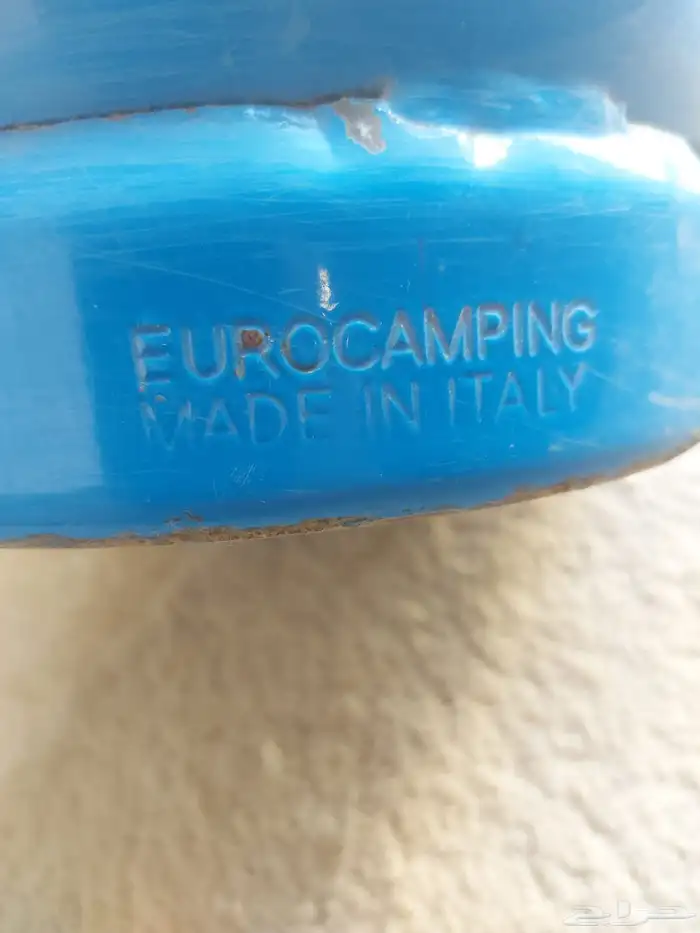 EUROCAMPING
MADE IN ITALY
حراج